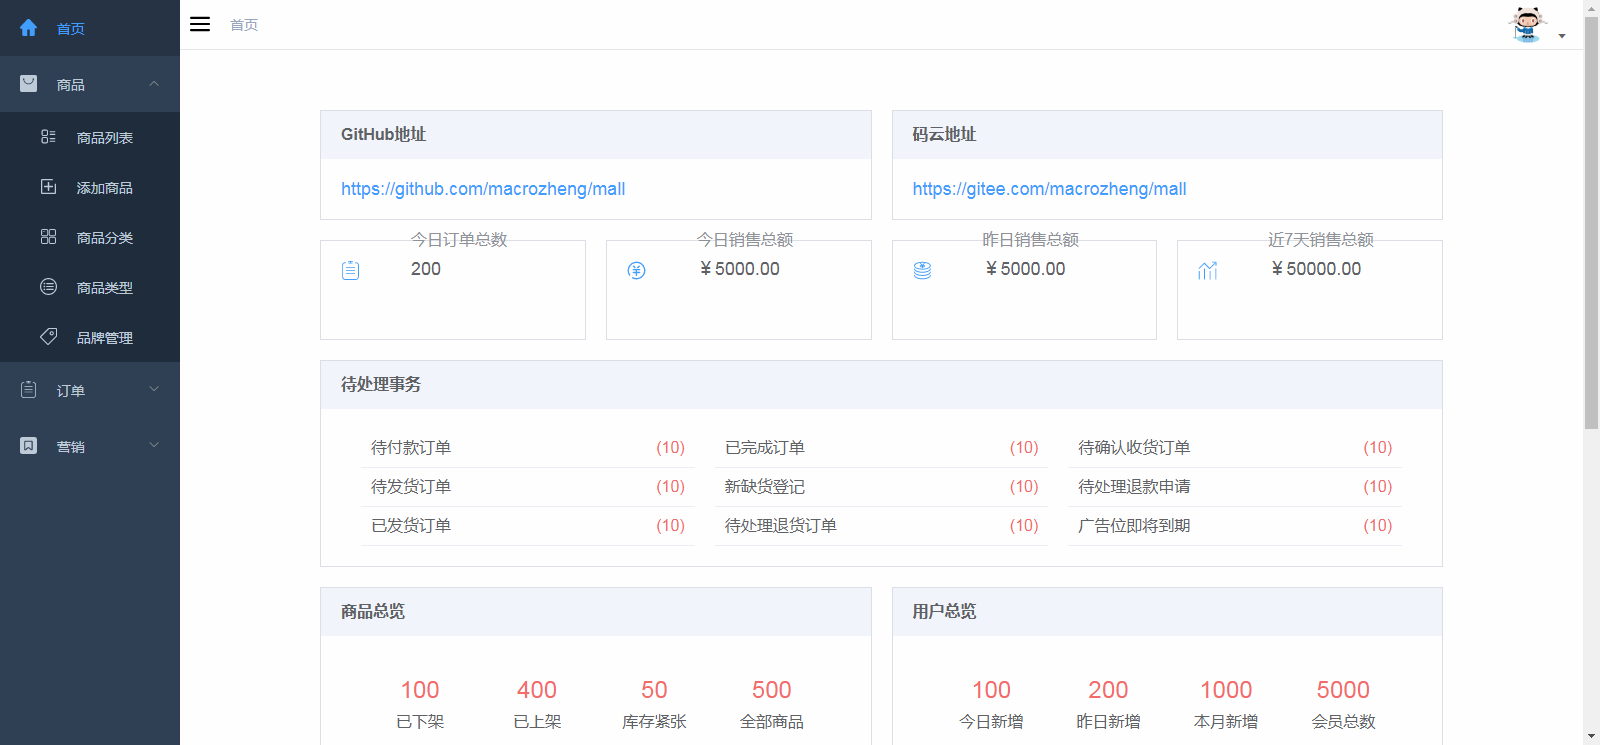 首页
商品
商品列表
添加商品
商品分类
商品类型
品牌管理
订单
营销
首页
GitHub地址
https://github.com/macrozheng/mall
码云地址
https://gitee.com/macrozheng/mall
今日订单总数
200
今日销售总额
￥5000.00
昨日销售总额
￥5000.00
近7天销售总额
￥50000.00
待处理事务
待付款订单 (10) 已完成订单 (10) 待确认收货订单 (10)
待发货订单 (10) 新缺货登记 (10) 待处理退款申请 (10)
已发货订单 (10) 待处理退货订单 (10) 广告位即将到期 (10)
商品总览
100 400 50 500
已下架 已上架 库存紧张 全部商品
用户总览
100 200 1000 5000
今日新增 昨日新增 本月新增 会员总数